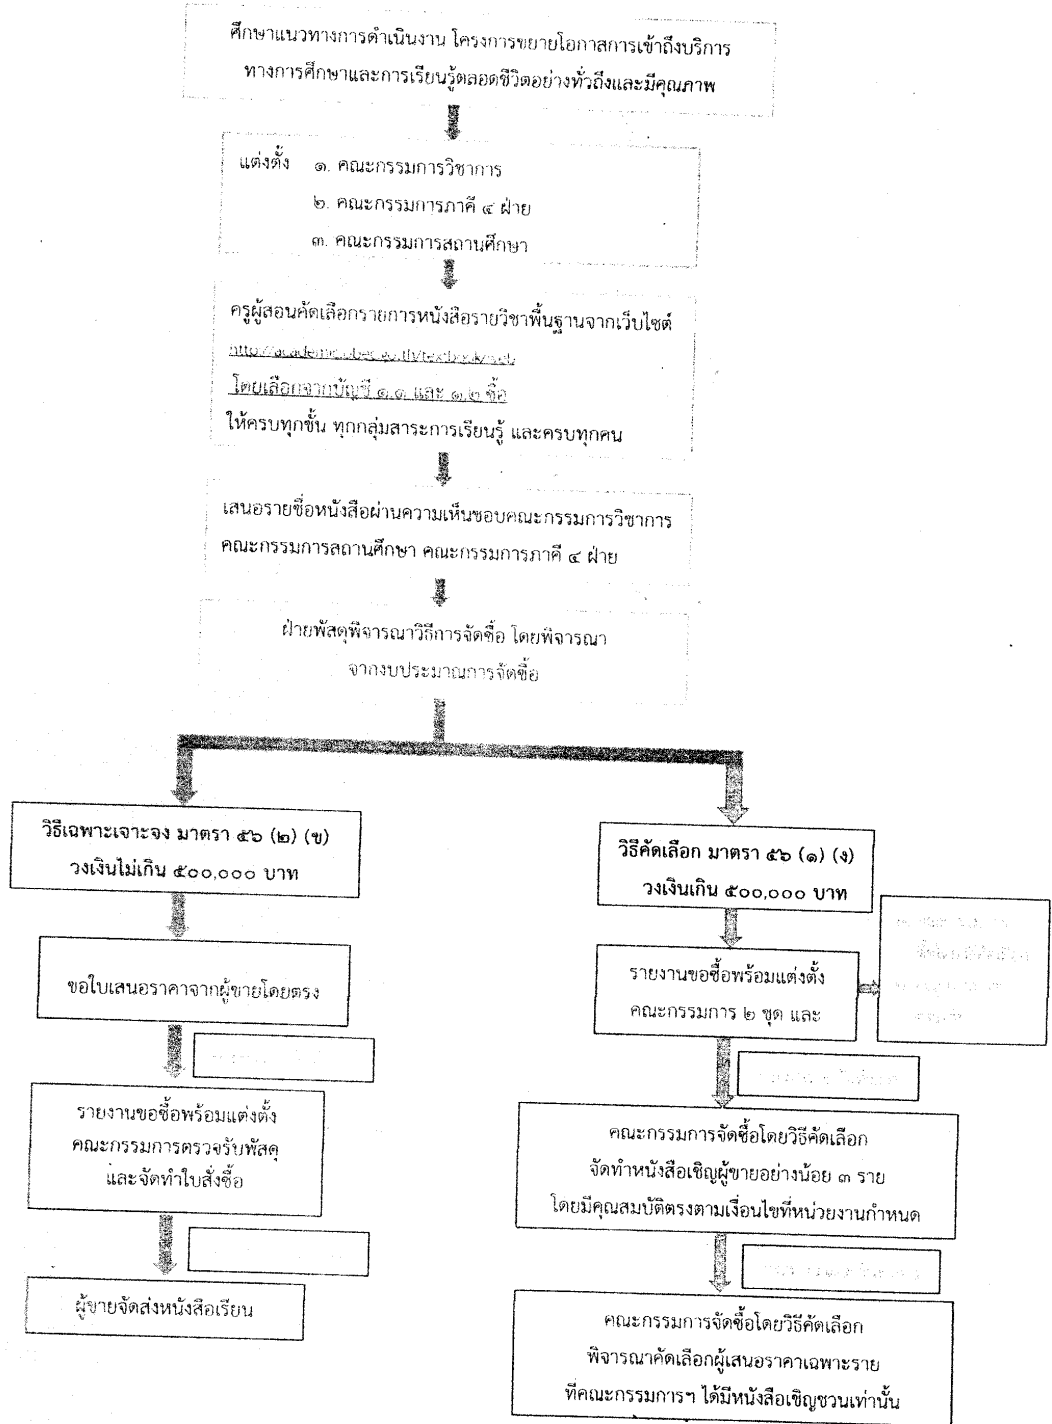 ศึกษาแนวทางการดำเนินงาน โครงการขยายโอกาสการเข้าถึงบริการ
ทางการศึกษาและการเรียนรู้ตลอดชีวิตอย่างทั่วถึงและมีคุณภาพ
แต่งตั้ง ๑. คณะกรรมการวิชาการ
๒. คณะกรรมการภาคี ๔ ฝ่าย
๓. คณะกรรมการสถานศึกษา
ครูผู้สอนคัดเลือกรายการหนังสือรายวิชาพื้นฐานจากเว็บไซต์
โดยเลือกจากบัญชี ๑.๑ และ ๑.๒ ซื้อ
ให้ครบทุกชั้น ทุกกลุ่มสาระการเรียนรู้ และครบทุกคน
เสนอรายชื่อหนังสือผ่านความเห็นชอบคณะกรรมการวิชาการ
คณะกรรมการสถานศึกษา คณะกรรมการภาคี ๔ ฝ่าย
ฝ่ายพัสดุพิจารณาวิธีการจัดซื้อ โดยพิจารณา
จากงบประมาณการจัดซื้อ
วิธีเฉพาะเจาะจง มาตรา ๕๖ (๒) (ข)
วงเงินไม่เกิน ๕๐๐,๐๐๐ บาท
ขอใบเสนอราคาจากผู้ขายโดยตรง
รายงานขอซื้อพร้อมแต่งตั้ง
คณะกรรมการตรวจรับพัสดุ
และจัดทำใบสั่งซื้อ
ผู้ขายจัดส่งหนังสือเรียน
วิธีคัดเลือก มาตรา ๕๖ (๑) (ง)
วงเงินเกิน ๕๐๐,๐๐๐ บาท
รายงานขอซื้อพร้อมแต่งตั้ง
คณะกรรมการ ๒ ชุด และ
คณะกรรมการจัดซื้อโดยวิธีคัดเลือก
จัดทำหนังสือเชิญผู้ขายอย่างน้อย ๓ ราย
โดยมีคุณสมบัติตรงตามเงื่อนไขที่หน่วยงานกำหนด
คณะกรรมการจัดซื้อโดยวิธีคัดเลือก
พิจารณาคัดเลือกผู้เสนอราคาเฉพาะราย
ที่คณะกรรมการฯ ได้มีหนังสือเชิญชวนเท่านั้น